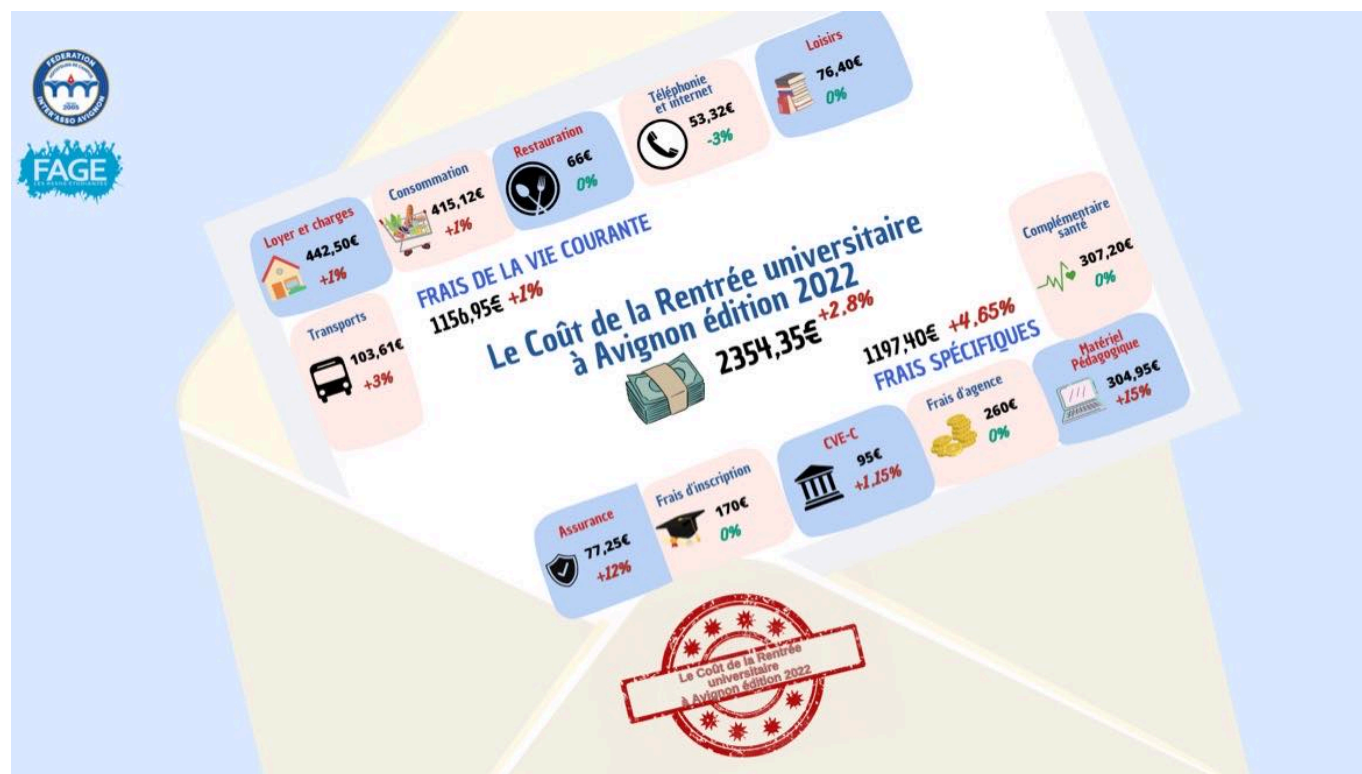 FEDERATION
INTER'ASSO AVIGNON
2005
FAGE
LES ASSOS ETUDIANTES
Loyer et charges
442,50€
+1%
Consommation
415,12€
+1%
Restauration
66€
0%
Téléphonie
et internet
53,32€
-3%
Loisirs
76,40€
0%
Transports
103,61€
+3%
FRAIS DE LA VIE COURANTE
1156,95€ +1%
Le Coût de la Rentrée universitaire
à Avignon édition 2022
2354,35€ +2,8%
1197,40€ +4,65%
FRAIS SPÉCIFIQUES
Complémentaire
santé
307,20€
0%
Matériel
Pédagogique
304,95€
+15%
Frais d'agence
260€
0%
CVE-C
95€
+1,15%
Frais d'inscription
170€
0%
Assurance
77,25€
+12%
Le Coût de la Rentrée
universitaire
à Avignon édition 2022